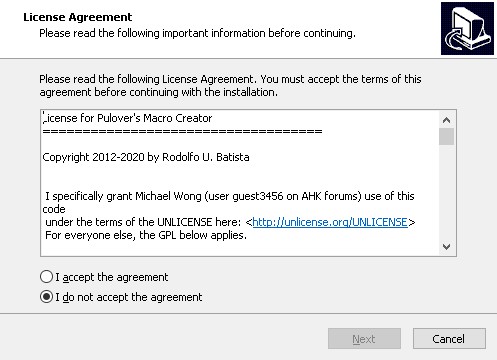 License Agreement
Please read the following important information before continuing.
Please read the following License Agreement. You must accept the terms of this
agreement before continuing with the installation.
License for Pulover's Macro Creator
===================================
Copyright 2012-2020 by Rodolfo U. Batista
I specifically grant Michael Wong (user guest3456 on AHK forums) use of this
code
under the terms of the UNLICENSE here: <http://unlicense.org/UNLICENSE>
For everyone else, the GPL below applies.
I accept the agreement
I do not accept the agreement
Next
Cancel